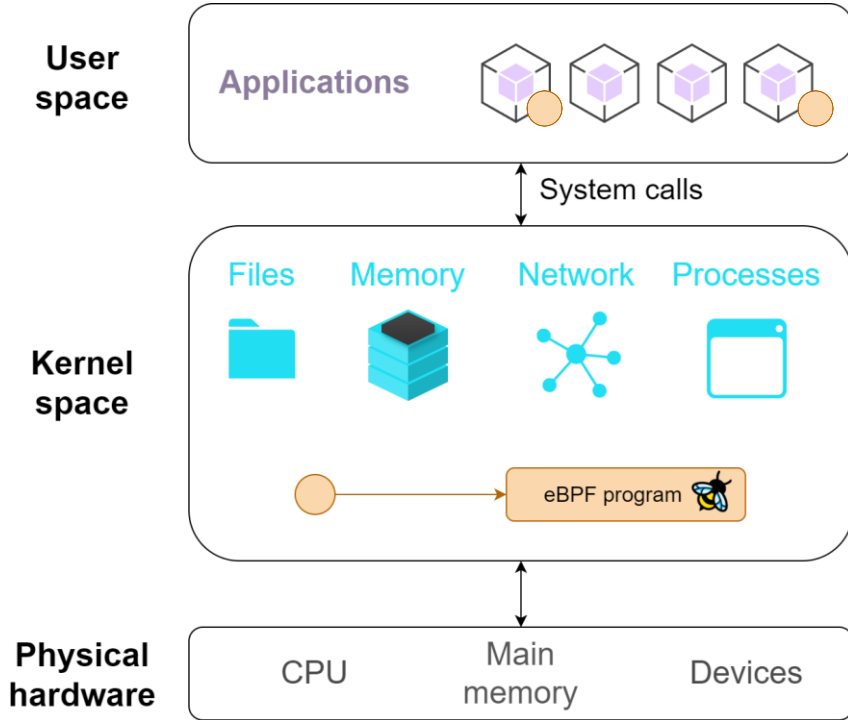 User
space
Applications
System calls
Files Memory Network Processes
Kernel
space
eBPF program
Physical
hardware
CPU
Main
memory
Devices